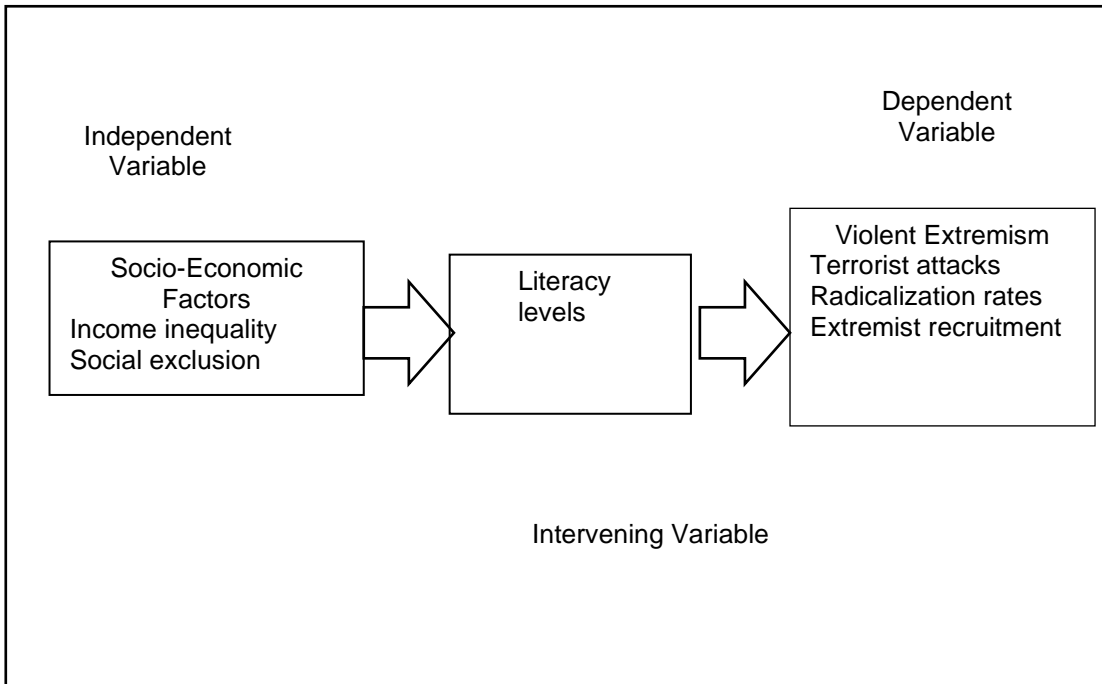 Independent
Variable
Dependent
Variable
Socio-Economic
Factors
Income inequality
Social exclusion
Literacy
levels
Violent Extremism
Terrorist attacks
Radicalization rates
Extremist recruitment
Intervening Variable